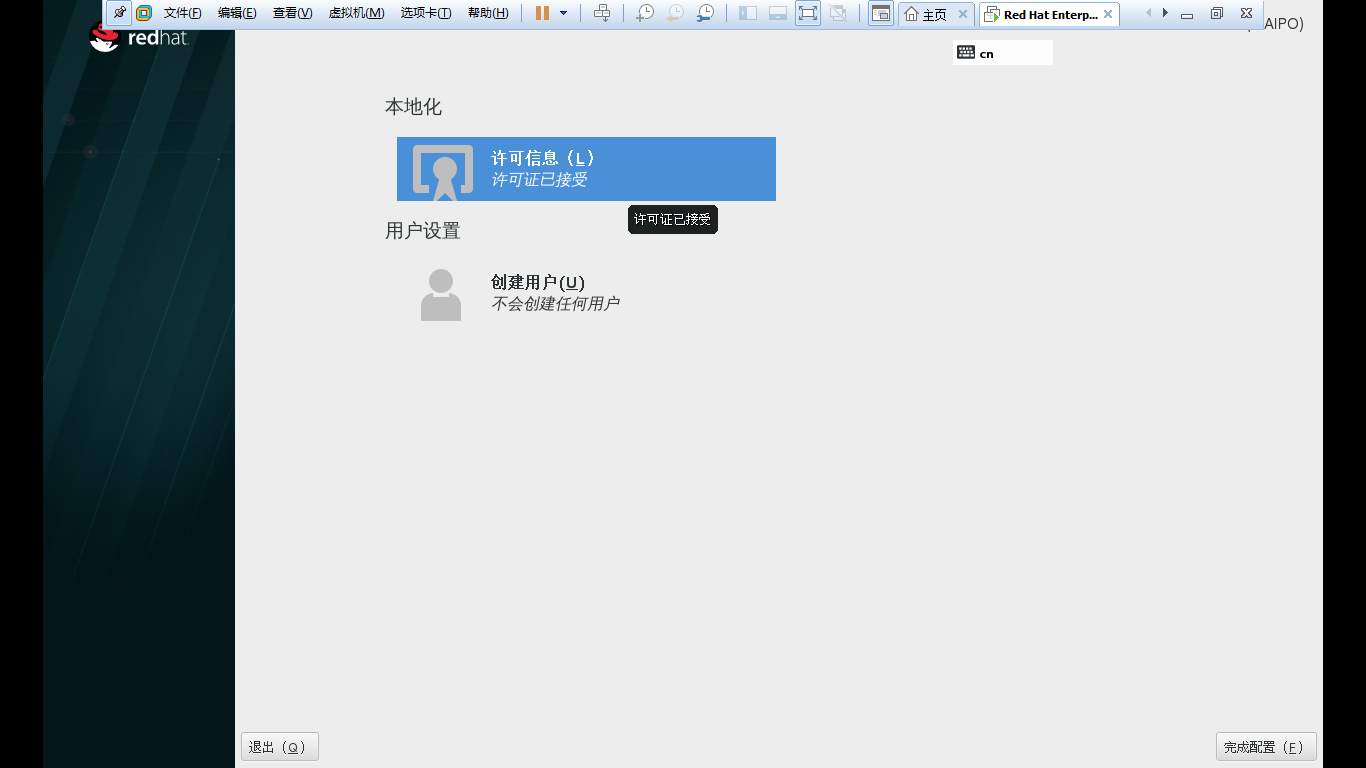 文件(F) 编辑(E) 查看(V) 虚拟机(M) 选项卡(T) 帮助(H) 主页 Red Hat Enterp...
redhat.
AIPO)
cn
本地化
许可信息（L）
许可证已接受
许可证已接受
用户设置
创建用户(U)
不会创建任何用户
退出（Q） 完成配置（F）